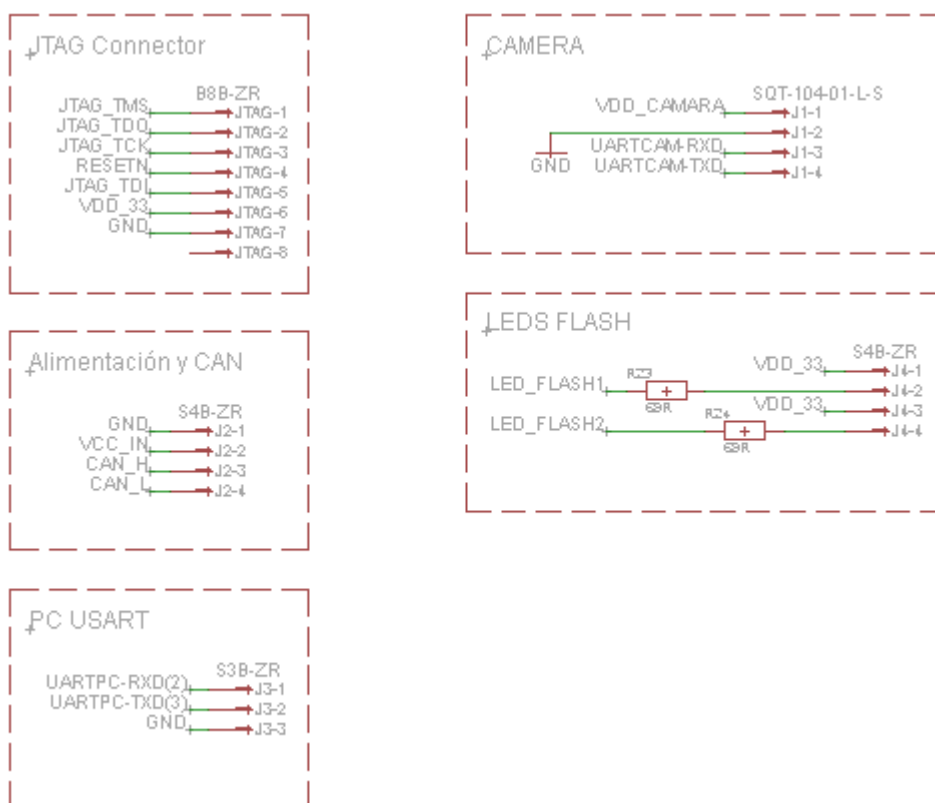 JTAG Connector
B8B-ZR
JTAG_TMS JTAG-1
JTAG_TDO JTAG-2
JTAG_TCK JTAG-3
RESETN JTAG-4
JTAG_TDI JTAG-5
VDD_33 JTAG-6
GND JTAG-7
JTAG-8
CAMERA
SQT-104-01-L-S
VDD_CAMARA J1-1
J1-2
UARTCAM-RXD J1-3
GND UARTCAM-TXD J1-4
Alimentación y CAN
S4B-ZR
GND J2-1
VCC_IN J2-2
CAN_H J2-3
CAN_L J2-4
LEDS FLASH
S4B-ZR
VDD_33 J4-1
LED_FLASH1 RZ3 69R J4-2
VDD_33 J4-3
LED_FLASH2 RZ4 69R J4-4
PC USART
S3B-ZR
UARTPC-RXD(2) J3-1
UARTPC-TXD(3) J3-2
GND J3-3